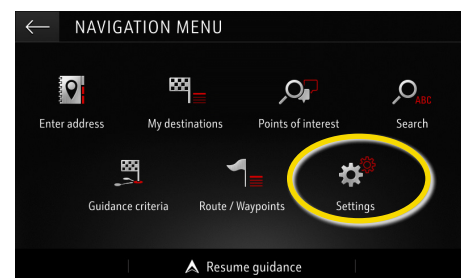 NAVIGATION MENU
Enter address My destinations Points of interest Search
ABC
Guidance criteria Route / Waypoints Settings
Resume guidance